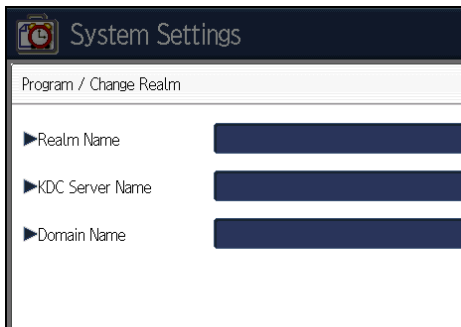 System Settings
Program / Change Realm
▶Realm Name
▶KDC Server Name
▶Domain Name